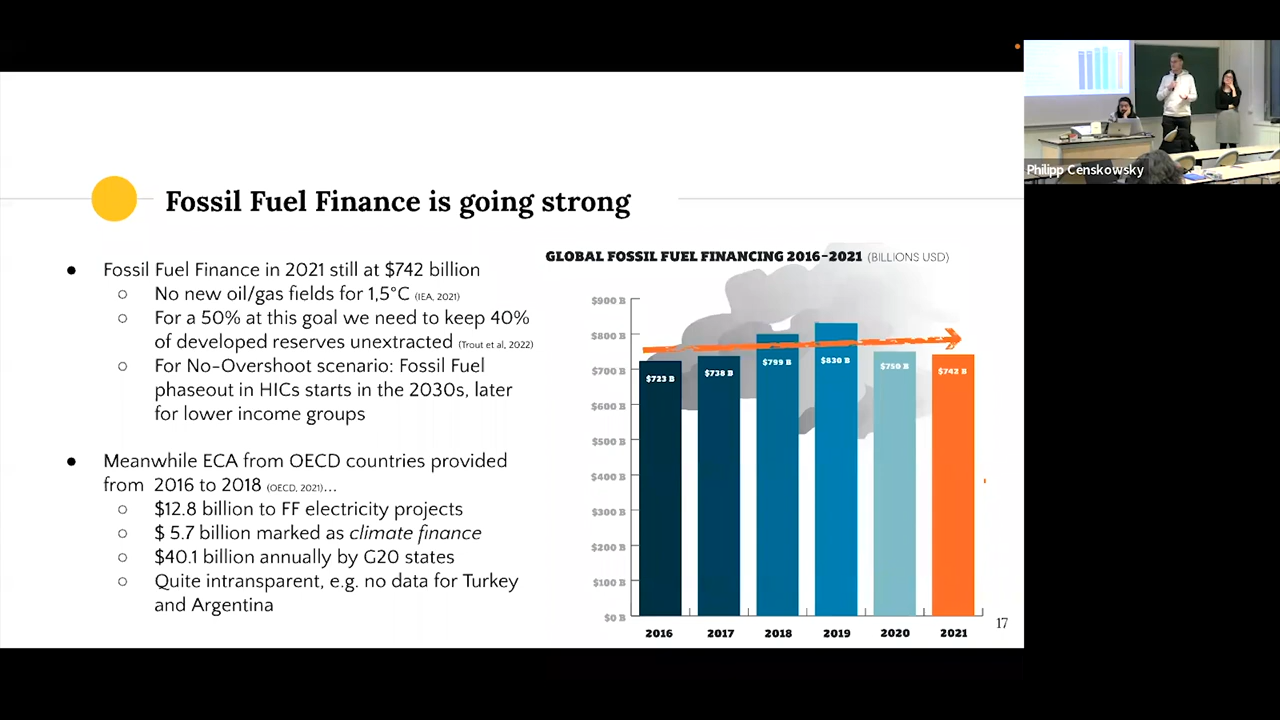 Philipp Censkowsky
Fossil Fuel Finance is going strong
● Fossil Fuel Finance in 2021 still at $742 billion
○ No new oil/gas fields for 1,5°C (IEA, 2021)
○ For a 50% at this goal we need to keep 40%
of developed reserves unextracted (Trout et al, 2022)
○ For No-Overshoot scenario: Fossil Fuel
phaseout in HICs starts in the 2030s, later
for lower income groups
● Meanwhile ECA from OECD countries provided
from 2016 to 2018 (OECD, 2021)...
○ $12.8 billion to FF electricity projects
○ $ 5.7 billion marked as climate finance
○ $40.1 billion annually by G20 states
○ Quite intransparent, e.g. no data for Turkey
and Argentina
GLOBAL FOSSIL FUEL FINANCING 2016-2021 (BILLIONS USD)
$900 B
$800 B
$700 B
$600 B
$500 B
$400 B
$300 B
$200 B
$100 B
$0 B
$723 B
$738 B
$799 B
$830 B
$750 B
$742 B
2016 2017 2018 2019 2020 2021
17